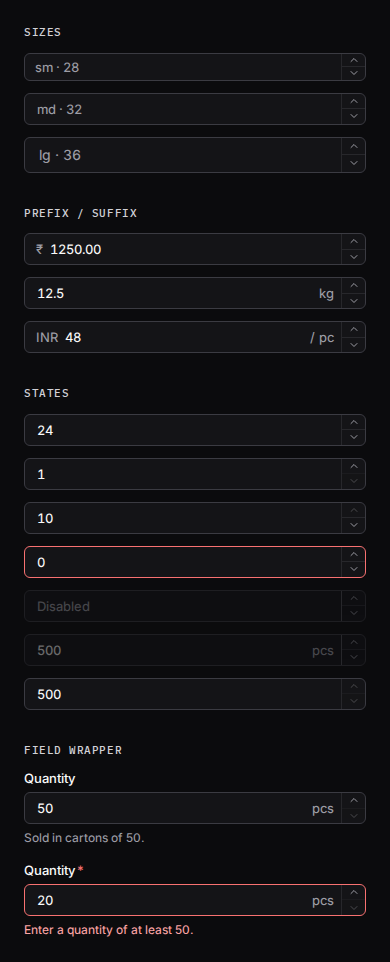 SIZES
sm · 28
md · 32
lg · 36
PREFIX / SUFFIX
₹ 1250.00
12.5 kg
INR 48 / pc
STATES
24
1
10
0
Disabled
500 pcs
500
FIELD WRAPPER
Quantity
50 pcs
Sold in cartons of 50.
Quantity*
20 pcs
Enter a quantity of at least 50.